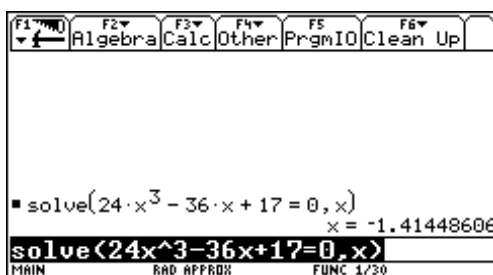 F1 F2 Algebra F3 Calc F4 Other F5 PrgmIO F6 Clean Up
solve(24·x³ − 36·x + 17 = 0, x)
x = -1.41448606
solve(24x^3-36x+17=0,x)
MAIN RAD APPROX FUNC 1/30